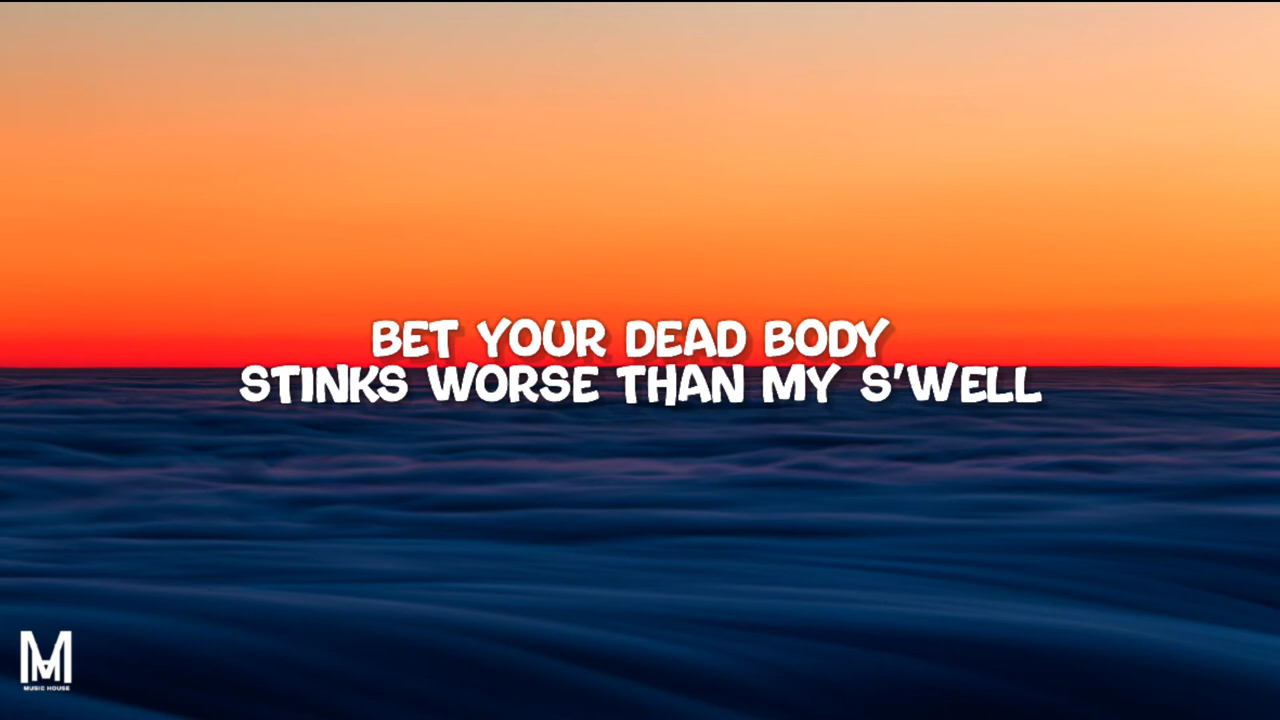 BET YOUR DEAD BODY
STINKS WORSE THAN MY S'WELL
M
MUSIC HOUSE